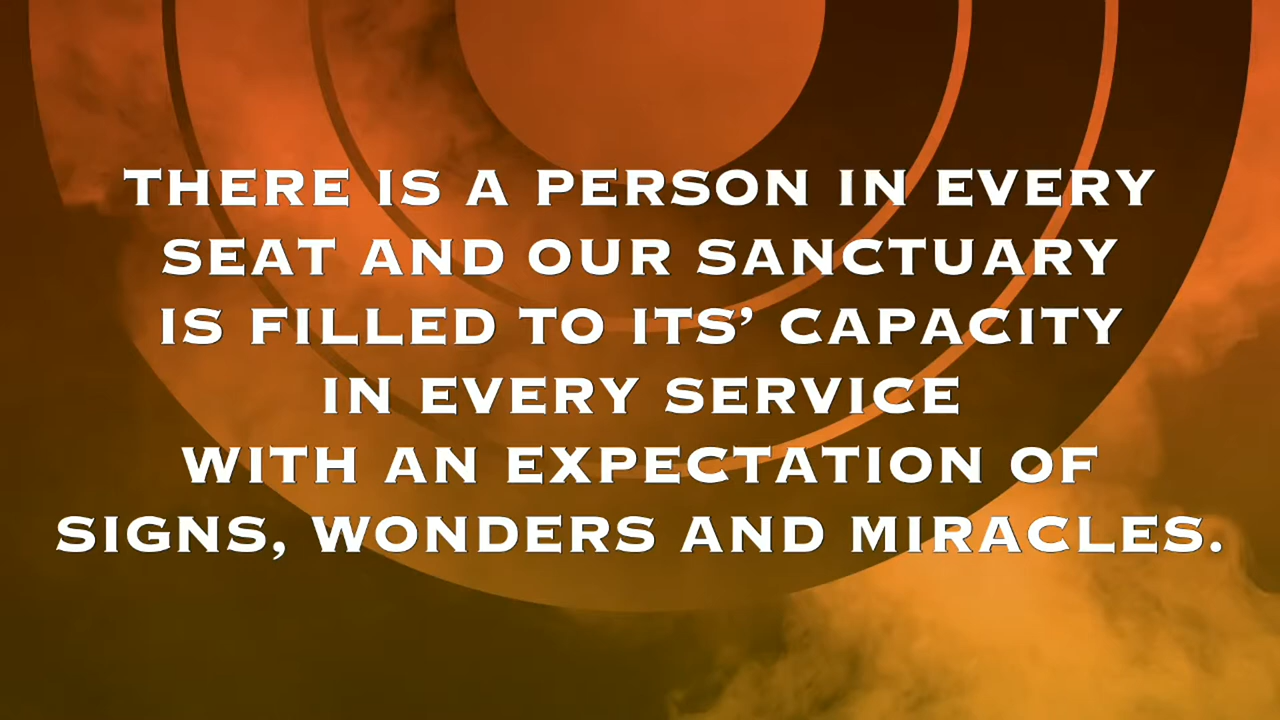 THERE IS A PERSON IN EVERY
SEAT AND OUR SANCTUARY
IS FILLED TO ITS’ CAPACITY
IN EVERY SERVICE
WITH AN EXPECTATION OF
SIGNS, WONDERS AND MIRACLES.